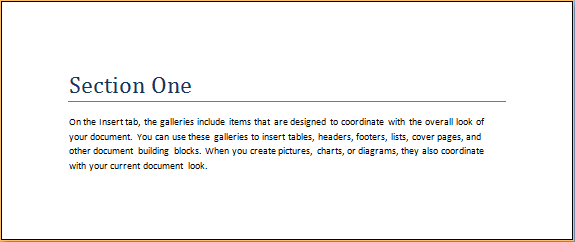 Section One
On the Insert tab, the galleries include items that are designed to coordinate with the overall look of
your document. You can use these galleries to insert tables, headers, footers, lists, cover pages, and
other document building blocks. When you create pictures, charts, or diagrams, they also coordinate
with your current document look.